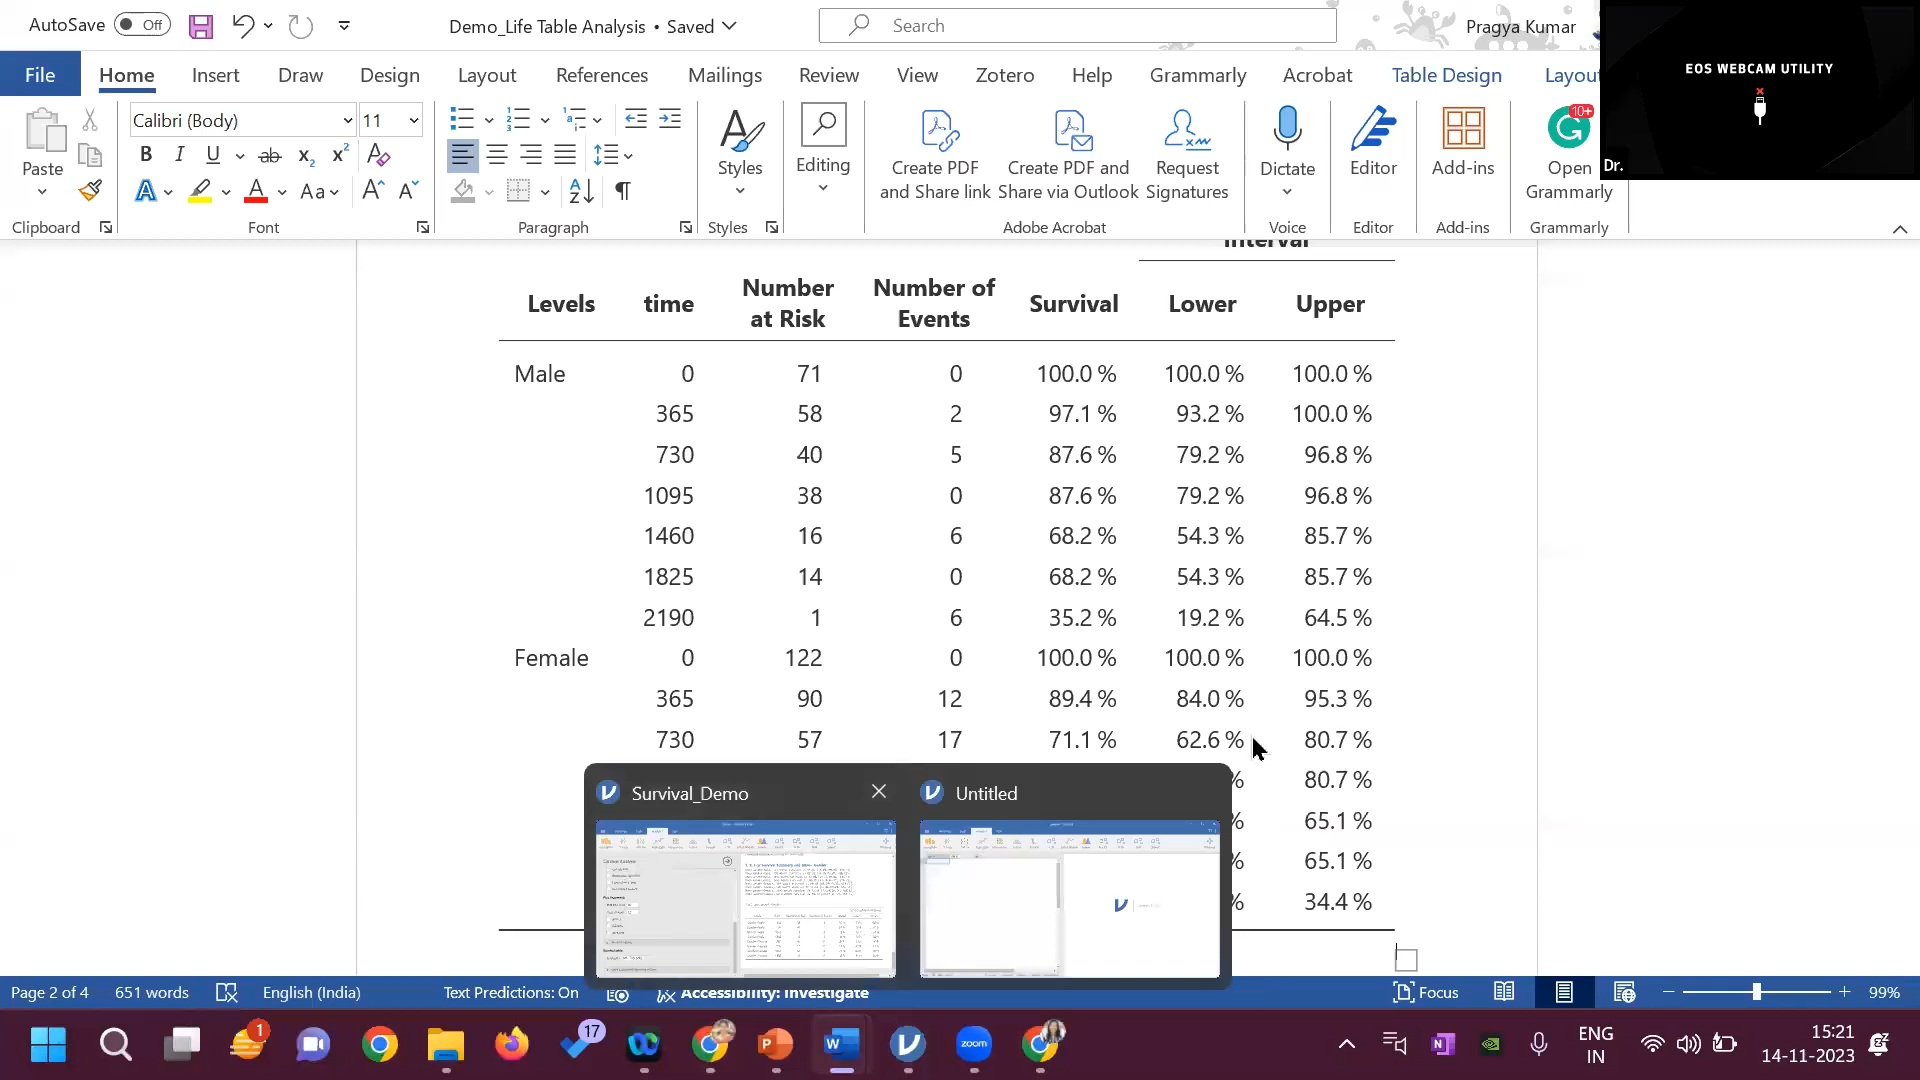 AutoSave Off
Demo_Life Table Analysis • Saved
Search
Pragya Kumar
EOS WEBCAM UTILITY
Dr.
File Home Insert Draw Design Layout References Mailings Review View Zotero Help Grammarly Acrobat Table Design Layou
Calibri (Body) 11
Paste
Styles
Editing
Create PDF and Share link
Create PDF and Share via Outlook
Request Signatures
Dictate
Editor
Add-ins
10+
Open Grammarly
Clipboard Font Paragraph Styles Adobe Acrobat Voice Editor Add-ins Grammarly
Interval
Levels time Number at Risk Number of Events Survival Lower Upper
Male 0 71 0 100.0 % 100.0 % 100.0 %
365 58 2 97.1 % 93.2 % 100.0 %
730 40 5 87.6 % 79.2 % 96.8 %
1095 38 0 87.6 % 79.2 % 96.8 %
1460 16 6 68.2 % 54.3 % 85.7 %
1825 14 0 68.2 % 54.3 % 85.7 %
2190 1 6 35.2 % 19.2 % 64.5 %
Female 0 122 0 100.0 % 100.0 % 100.0 %
365 90 12 89.4 % 84.0 % 95.3 %
730 57 17 71.1 % 62.6 % 80.7 %
% 80.7 %
% 65.1 %
% 65.1 %
% 34.4 %
Survival_Demo
Untitled
Page 2 of 4 651 words English (India) Text Predictions: On Accessibility: Investigate Focus 99%
1
17
zoom
ENG
IN
15:21
14-11-2023